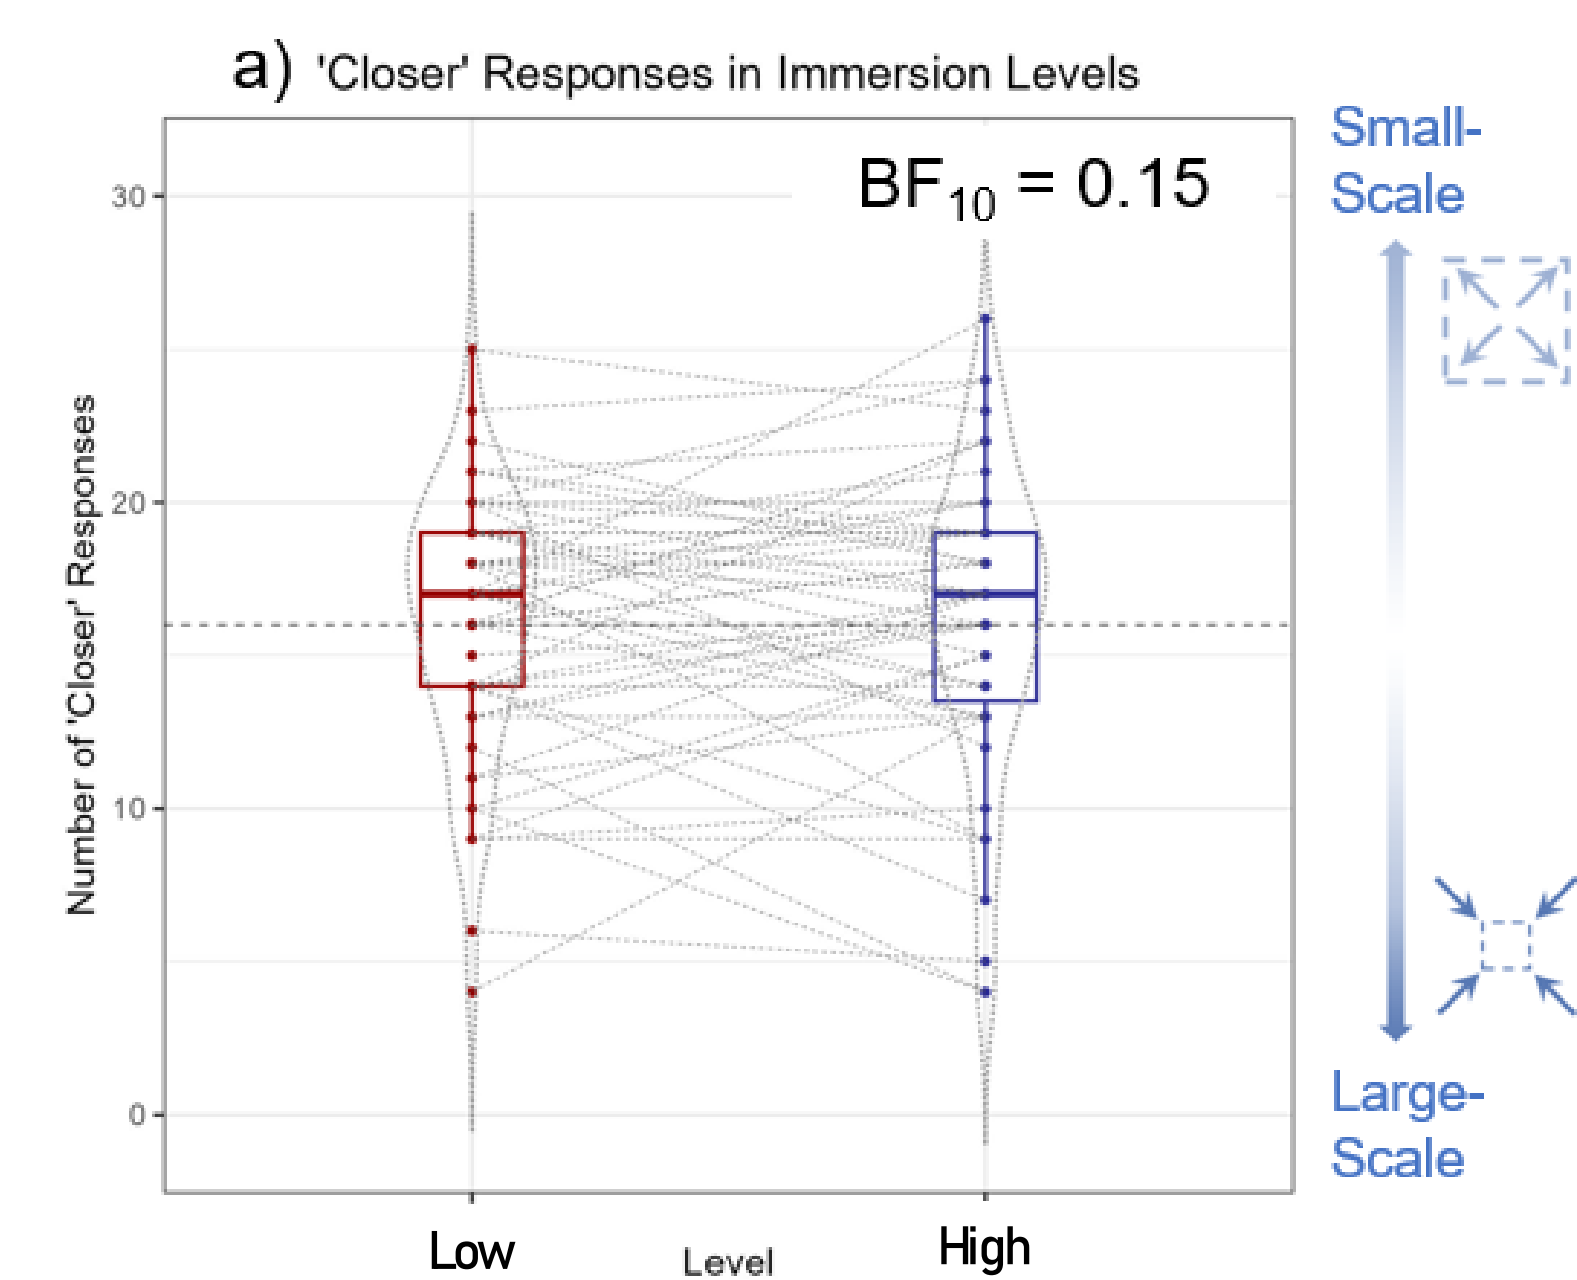 a) 'Closer' Responses in Immersion Levels
BF10 = 0.15
Small-
Scale
30
20
10
0
Number of 'Closer' Responses
Large-
Scale
Low
Level
High